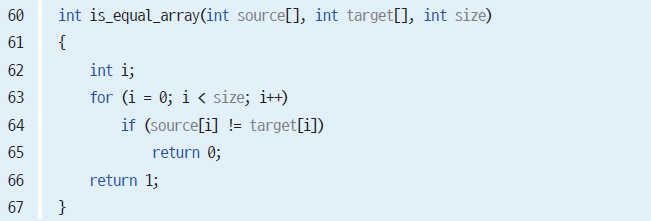 60 int is_equal_array(int source[], int target[], int size)
61 {
62     int i;
63     for (i = 0; i < size; i++)
64         if (source[i] != target[i])
65             return 0;
66     return 1;
67 }